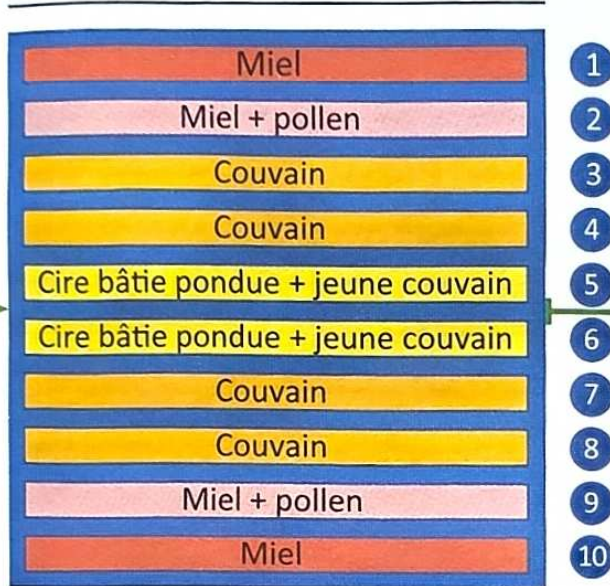 Miel 1
Miel + pollen 2
Couvain 3
Couvain 4
Cire bâtie pondue + jeune couvain 5
Cire bâtie pondue + jeune couvain 6
Couvain 7
Couvain 8
Miel + pollen 9
Miel 10